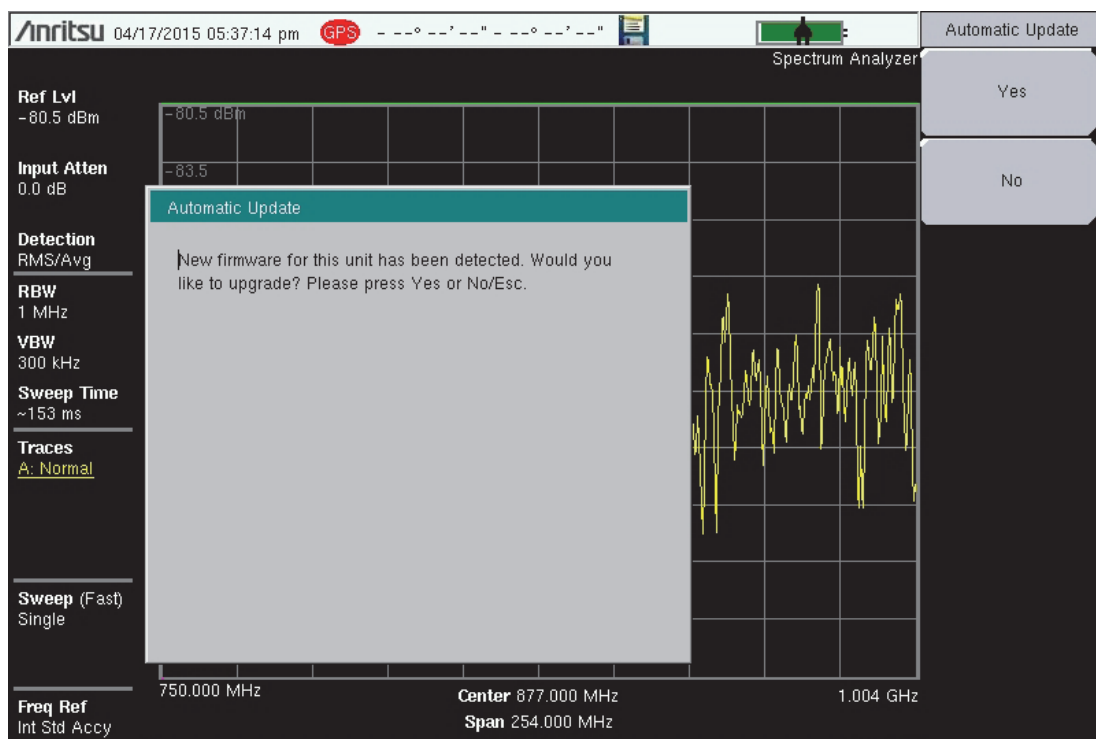 Anritsu 04/17/2015 05:37:14 pm GPS - --° --'--" - --° --'--"
Automatic Update
Spectrum Analyzer
Yes
No
Ref Lvl
-80.5 dBm
Input Atten
0.0 dB
Detection
RMS/Avg
RBW
1 MHz
VBW
300 kHz
Sweep Time
~153 ms
Traces
A: Normal
Sweep (Fast)
Single
Freq Ref
Int Std Accy
-80.5 dBm
-83.5
Automatic Update
New firmware for this unit has been detected. Would you
like to upgrade? Please press Yes or No/Esc.
750.000 MHz
Center 877.000 MHz
1.004 GHz
Span 254.000 MHz